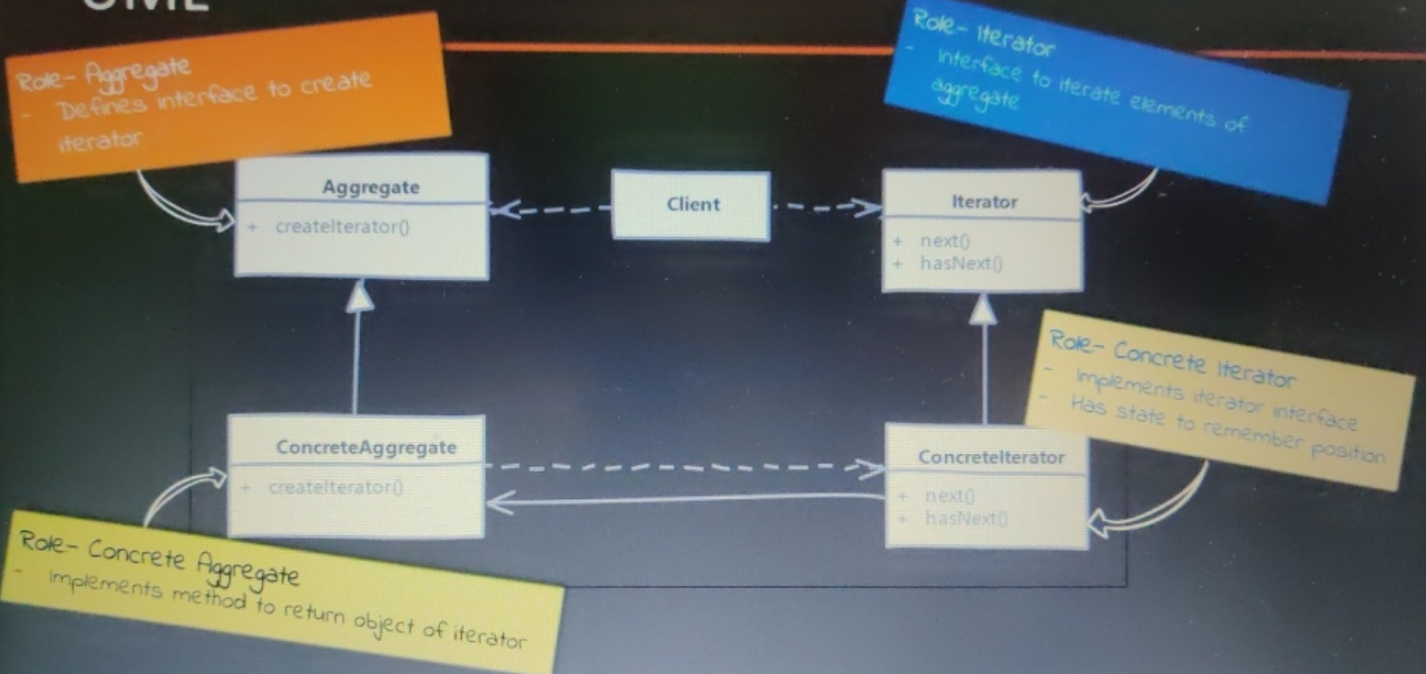 UML
Role- Aggregate
- Defines interface to create
iterator
Role- Iterator
- Interface to iterate elements of
aggregate
Aggregate
+ createIterator()
Client
Iterator
+ next()
+ hasNext()
Role- Concrete Iterator
- Implements iterator interface
- Has state to remember position
ConcreteAggregate
+ createIterator()
ConcreteIterator
+ next()
+ hasNext()
Role- Concrete Aggregate
- Implements method to return object of iterator